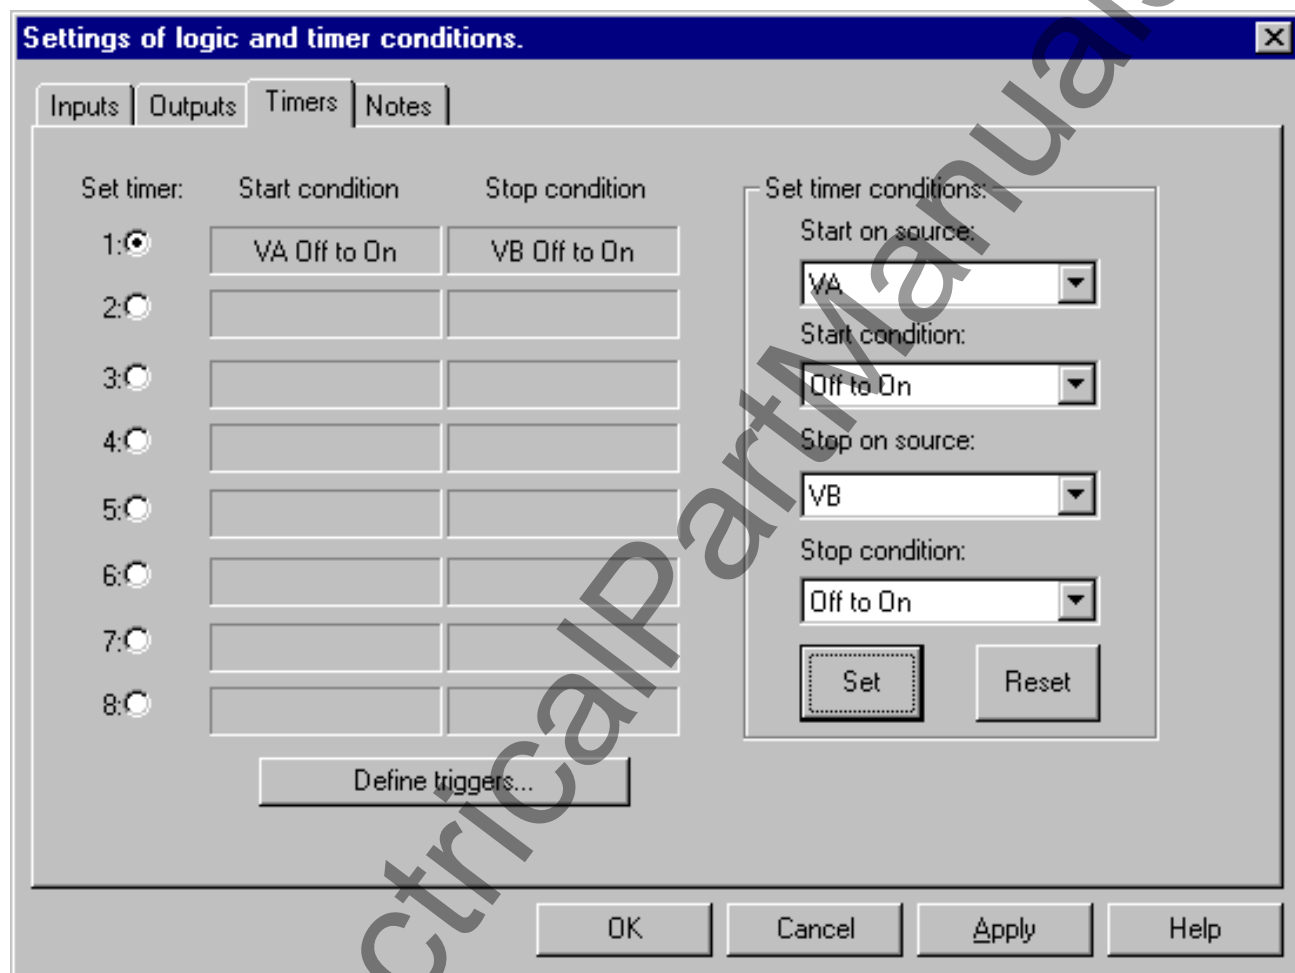 Settings of logic and timer conditions.
Inputs Outputs Timers Notes
Set timer: Start condition Stop condition
1: VA Off to On VB Off to On
2:
3:
4:
5:
6:
7:
8:
Define triggers...
Set timer conditions:
Start on source:
VA
Start condition:
Off to On
Stop on source:
VB
Stop condition:
Off to On
Set Reset
OK Cancel Apply Help
ctricalPartManuals